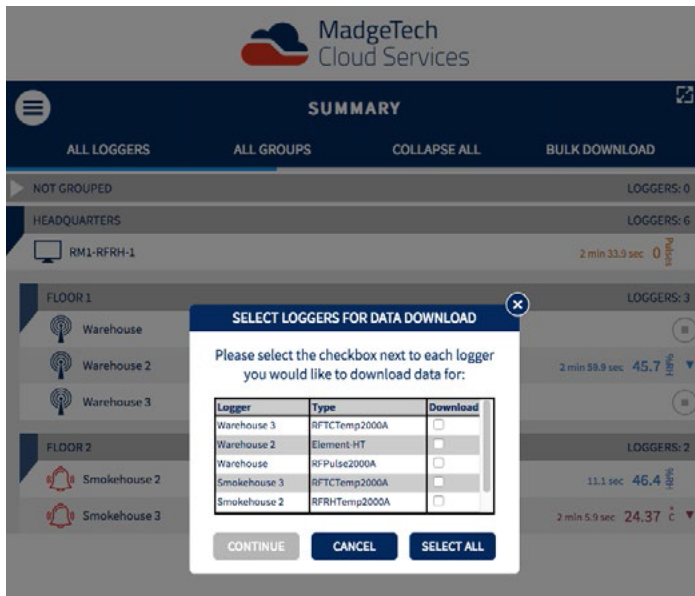 MadgeTech
Cloud Services
SUMMARY
ALL LOGGERS ALL GROUPS COLLAPSE ALL BULK DOWNLOAD
NOT GROUPED LOGGERS: 0
HEADQUARTERS LOGGERS: 6
RM1-RFRH-1 2 min 33.9 sec 0 Pulses
FLOOR 1 LOGGERS: 3
Warehouse
Warehouse 2 2 min 59.9 sec 45.7 %RH
Warehouse 3
FLOOR 2 LOGGERS: 2
Smokehouse 2 11.1 sec 46.4 %RH
Smokehouse 3 2 min 5.9 sec 24.37 °C
SELECT LOGGERS FOR DATA DOWNLOAD
Please select the checkbox next to each logger
you would like to download data for:
Logger Type Download
Warehouse 3 RFTCTemp2000A
Warehouse 2 Element-HT
Warehouse RFPulse2000A
Smokehouse 3 RFTCTemp2000A
Smokehouse 2 RFRHTemp2000A
CONTINUE CANCEL SELECT ALL